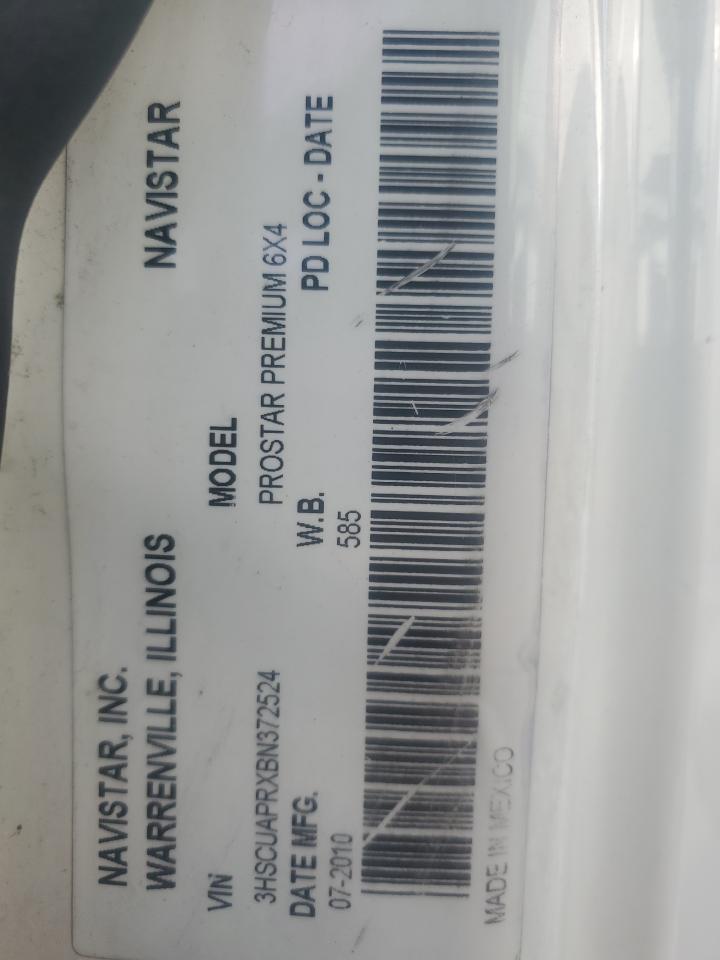 NAVISTAR, INC.
WARRENVILLE, ILLINOIS NAVISTAR
VIN MODEL
3HSCUAPRXBN372524 PROSTAR PREMIUM 6X4
DATE MFG. W.B. PD LOC - DATE
07-2010 585
MADE IN MEXICO